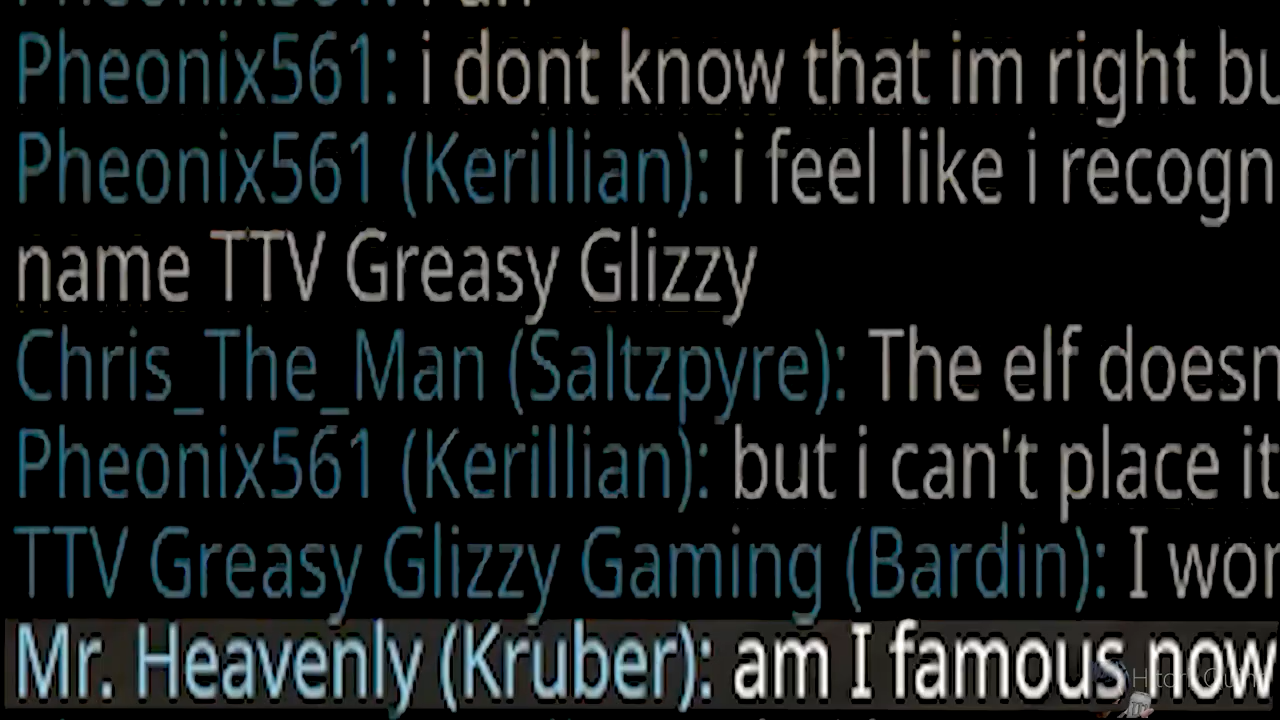 Pheonix561: i dont know that im right bu
Pheonix561 (Kerillian): i feel like i recogn
name TTV Greasy Glizzy
Chris_The_Man (Saltzpyre): The elf doesn
Pheonix561 (Kerillian): but i can't place it
TTV Greasy Glizzy Gaming (Bardin): I wor
Mr. Heavenly (Kruber): am I famous now